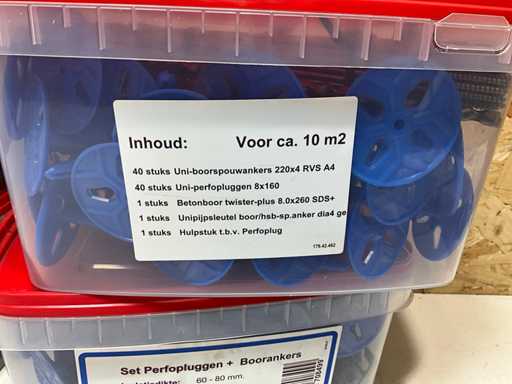 Inhoud: Voor ca. 10 m2
40 stuks Uni-boorspouwankers 220x4 RVS A4
40 stuks Uni-perfopluggen 8x160
1 stuks Betonboor twister-plus 8.0x260 SDS+
1 stuks Unipijpsleutel boor/hsb-sp.anker dia4 ge
1 stuks Hulpstuk t.b.v. Perfoplug
Set Perfopluggen + Boorankers
60 - 80 mm.